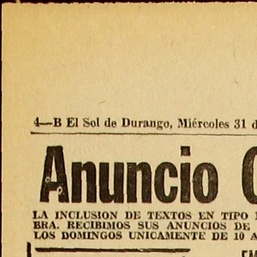 4—B El Sol de Durango, Miércoles 31 d
Anuncio
LA INCLUSION DE TEXTOS EN TIPO
BRA. RECIBIMOS SUS ANUNCIOS DE
LOS DOMINGOS UNICAMENTE DE 10 A